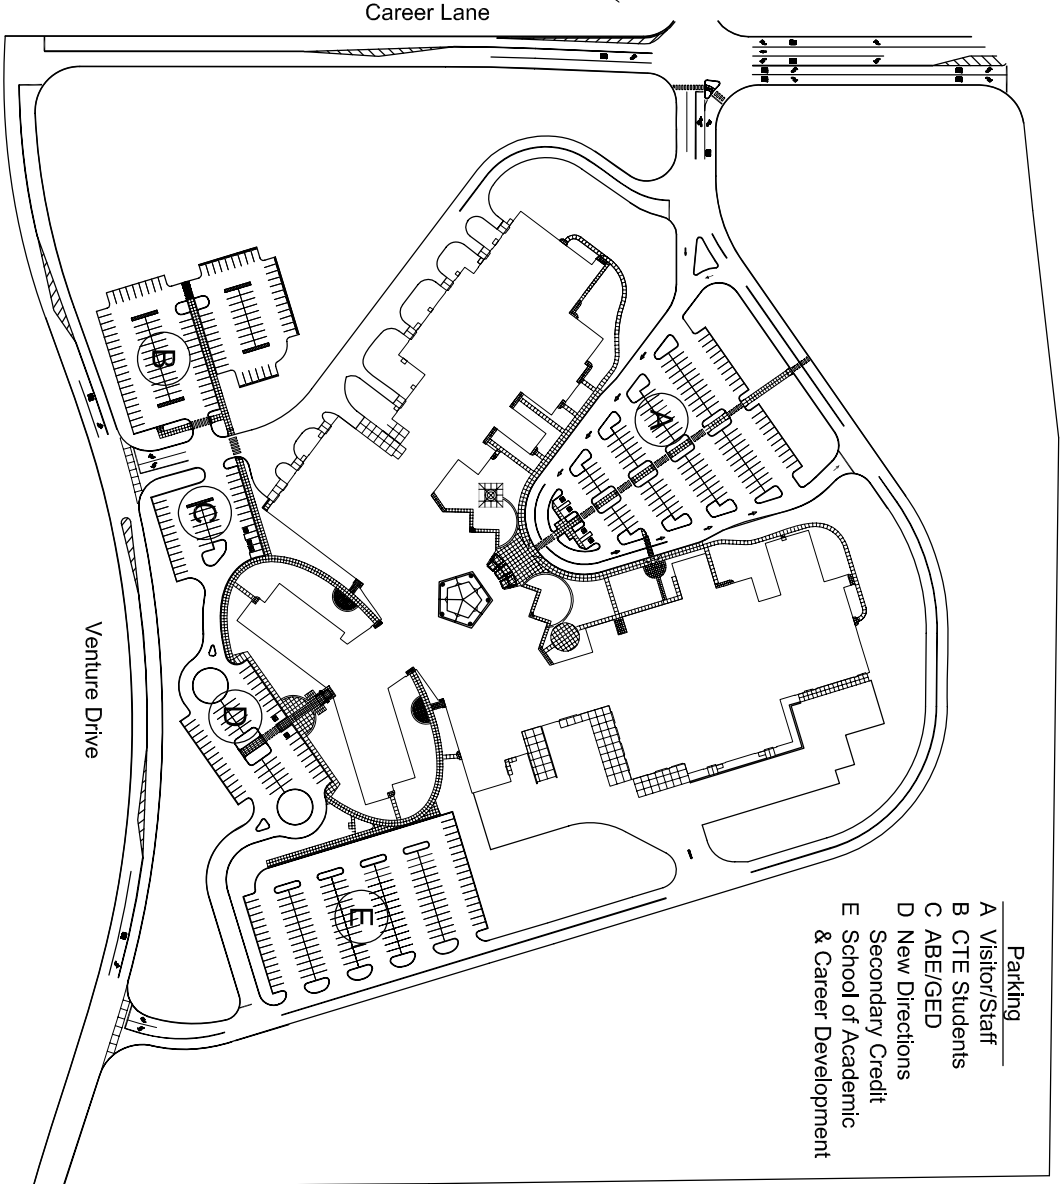 Career Lane
B
A
C
Venture Drive
D
E
Parking
A Visitor/Staff
B CTE Students
C ABE/GED
D New Directions
Secondary Credit
E School of Academic
& Career Development